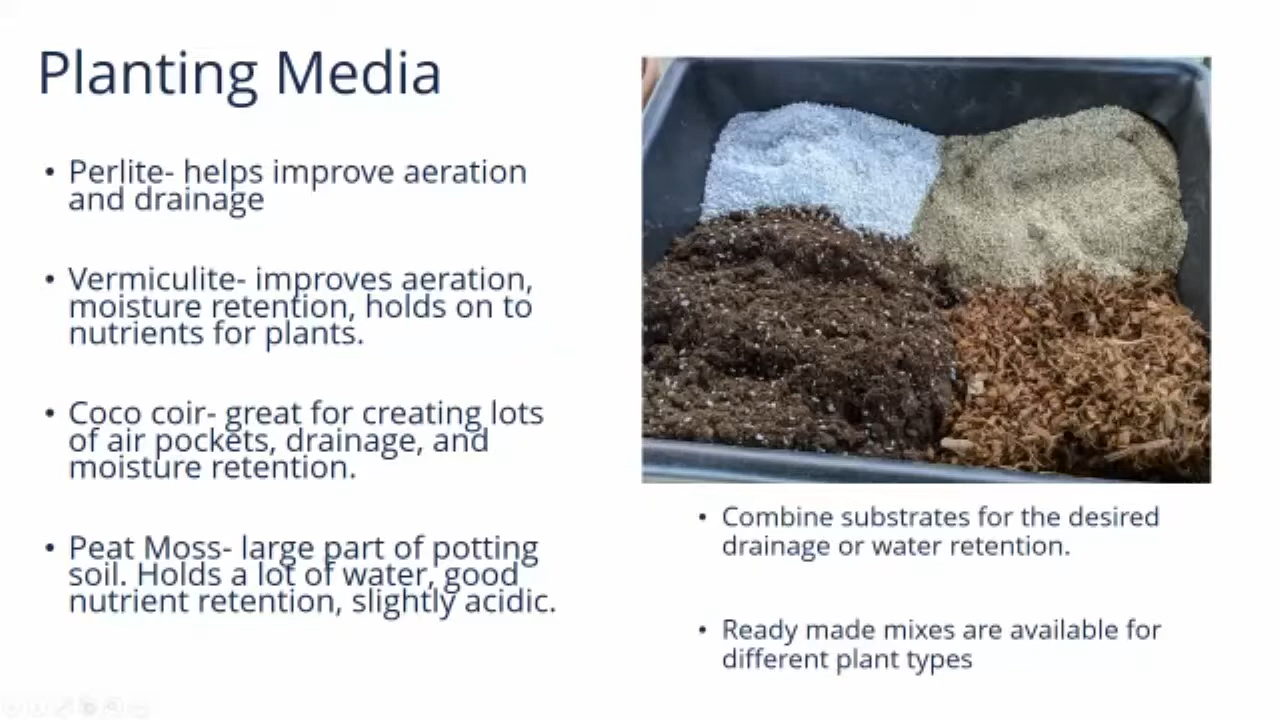 Planting Media
• Perlite- helps improve aeration
and drainage
• Vermiculite- improves aeration,
moisture retention, holds on to
nutrients for plants.
• Coco coir- great for creating lots
of air pockets, drainage, and
moisture retention.
• Peat Moss- large part of potting
soil. Holds a lot of water, good
nutrient retention, slightly acidic.
• Combine substrates for the desired
drainage or water retention.
• Ready made mixes are available for
different plant types